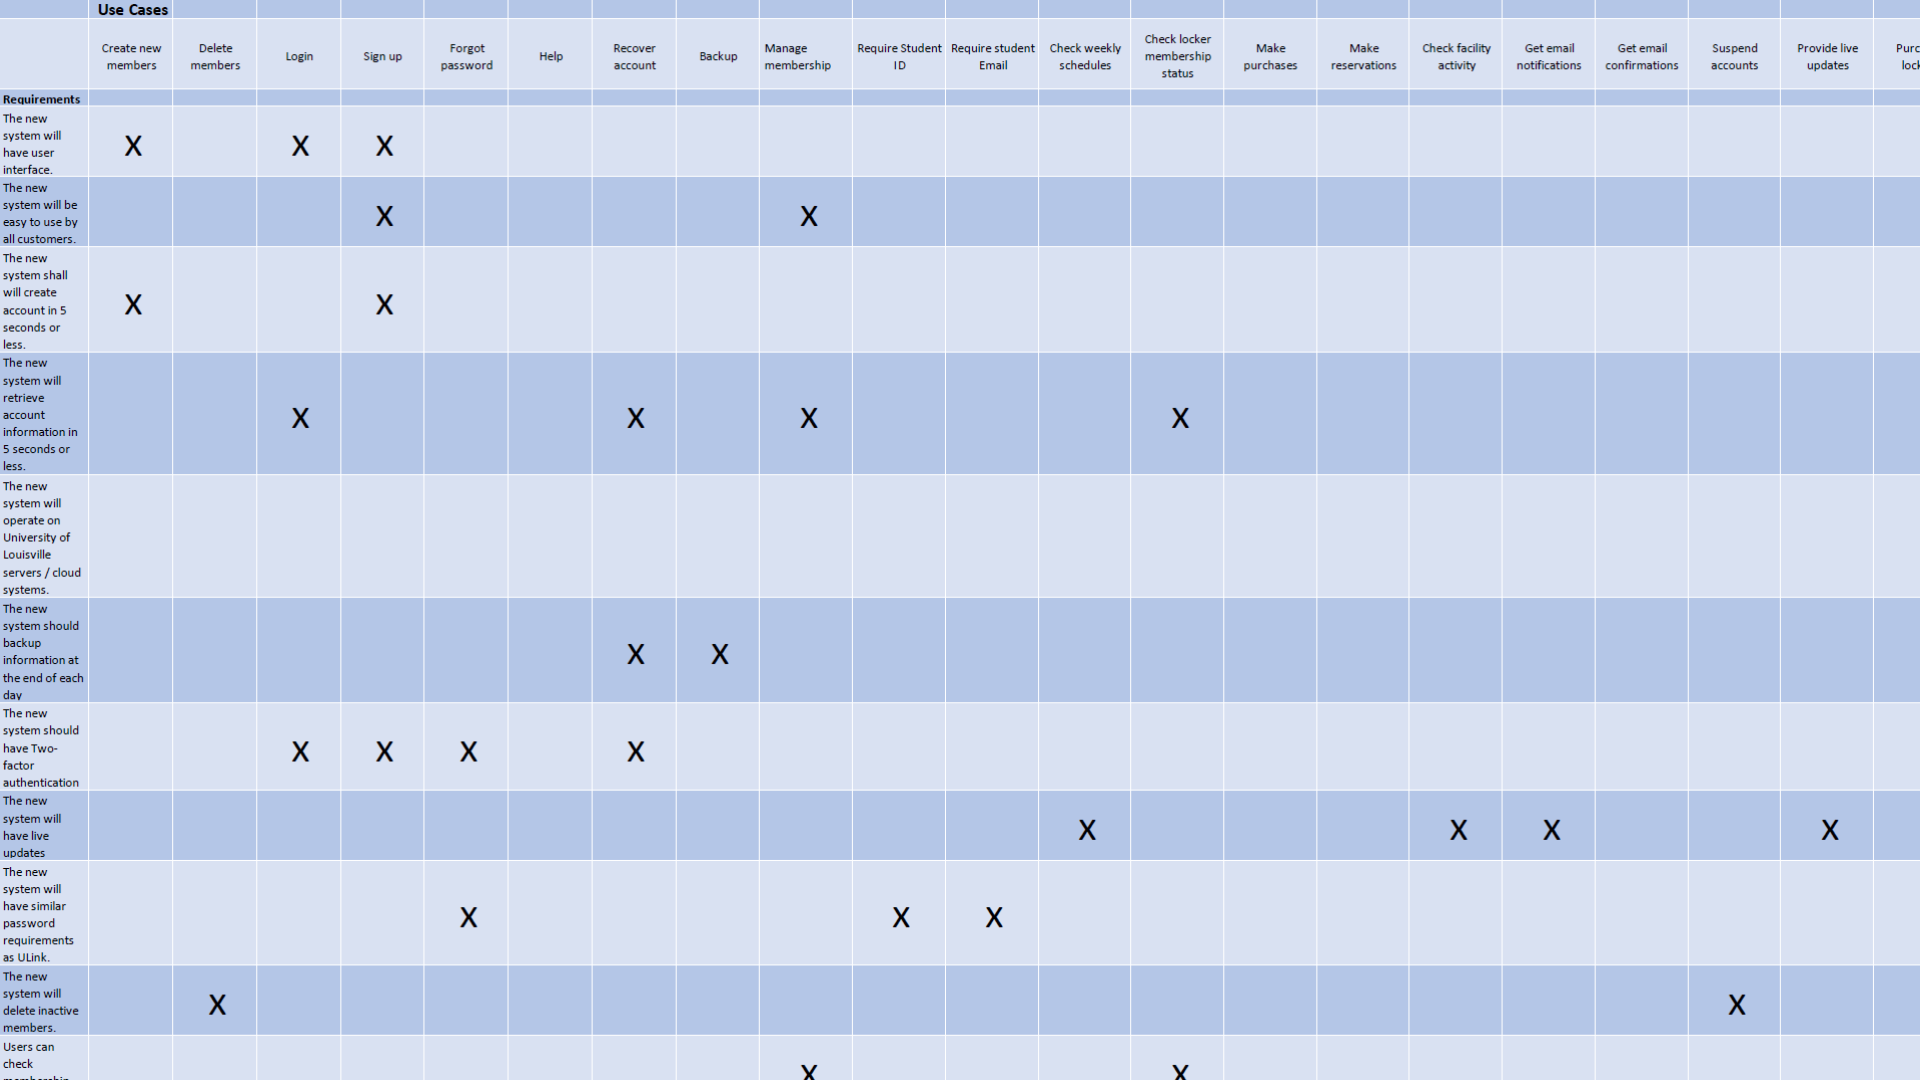 Use Cases
Create new members
Delete members
Login
Sign up
Forgot password
Help
Recover account
Backup
Manage membership
Require Student ID
Require student Email
Check weekly schedules
Check locker membership status
Make purchases
Make reservations
Check facility activity
Get email notifications
Get email confirmations
Suspend accounts
Provide live updates
Requirements
The new
system will
have user
interface.
X X X
The new
system will be
easy to use by
all customers.
X X
The new
system shall
will create
account in 5
seconds or
less.
X X
The new
system will
retrieve
account
information in
5 seconds or
less.
X X X X
The new
system will
operate on
University of
Louisville
servers / cloud
systems.
The new
system should
backup
information at
the end of each
day
X X
The new
system should
have Two-
factor
authentication
X X X X
The new
system will
have live
updates
X X X X
The new
system will
have similar
password
requirements
as ULink.
X X X
The new
system will
delete inactive
members.
X X
Users can
check
X X